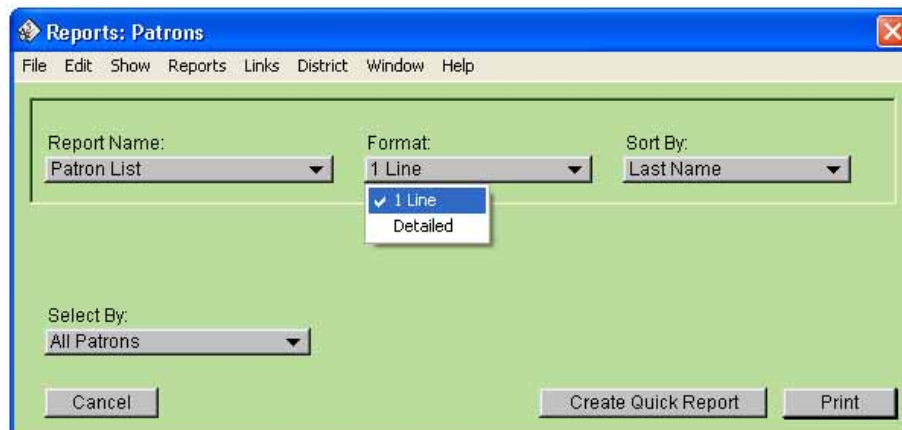 Reports: Patrons
File Edit Show Reports Links District Window Help
Report Name: Format: Sort By:
Patron List 1 Line Last Name
1 Line
Detailed
Select By:
All Patrons
Cancel Create Quick Report Print